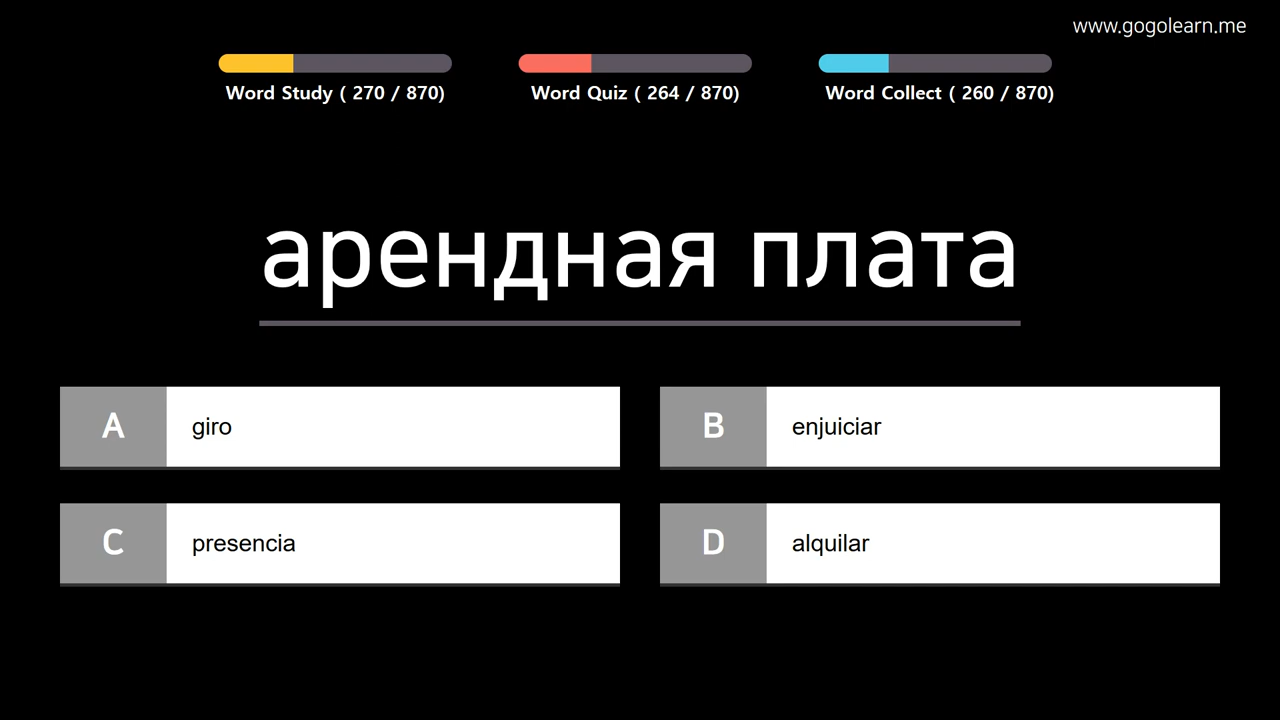 www.gogolearn.me
Word Study ( 270 / 870)
Word Quiz ( 264 / 870)
Word Collect ( 260 / 870)
арендная плата
A giro
B enjuiciar
C presencia
D alquilar